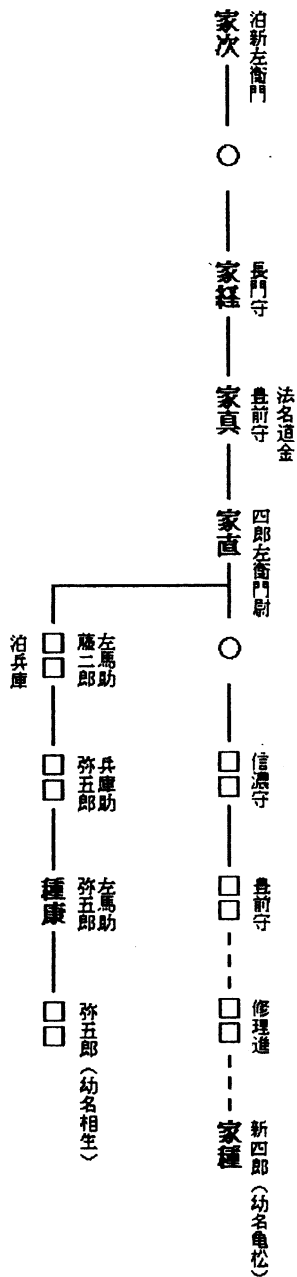 泊新左衛門
家次
○
長門守
家経
法名道金
豊前守
家真
四郎左衛門尉
家直
○
信濃守
□□
豊前守
□□
修理進
□□
新四郎（幼名亀松）
家種
左馬助
藤二郎
□□
泊兵庫
兵庫助
弥五郎
□□
左馬助
弥五郎
種康
弥五郎（幼名相生）
□□